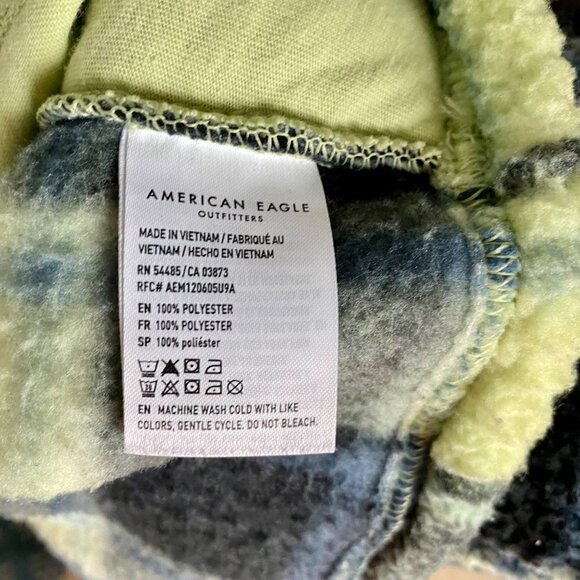 AMERICAN EAGLE
OUTFITTERS
MADE IN VIETNAM / FABRIQUÉ AU
VIETNAM / HECHO EN VIETNAM
RN 54485 / CA 03873
RFC# AEM120605U9A
EN 100% POLYESTER
FR 100% POLYESTER
SP 100% poliéster
EN MACHINE WASH COLD WITH LIKE
COLORS, GENTLE CYCLE. DO NOT BLEACH.